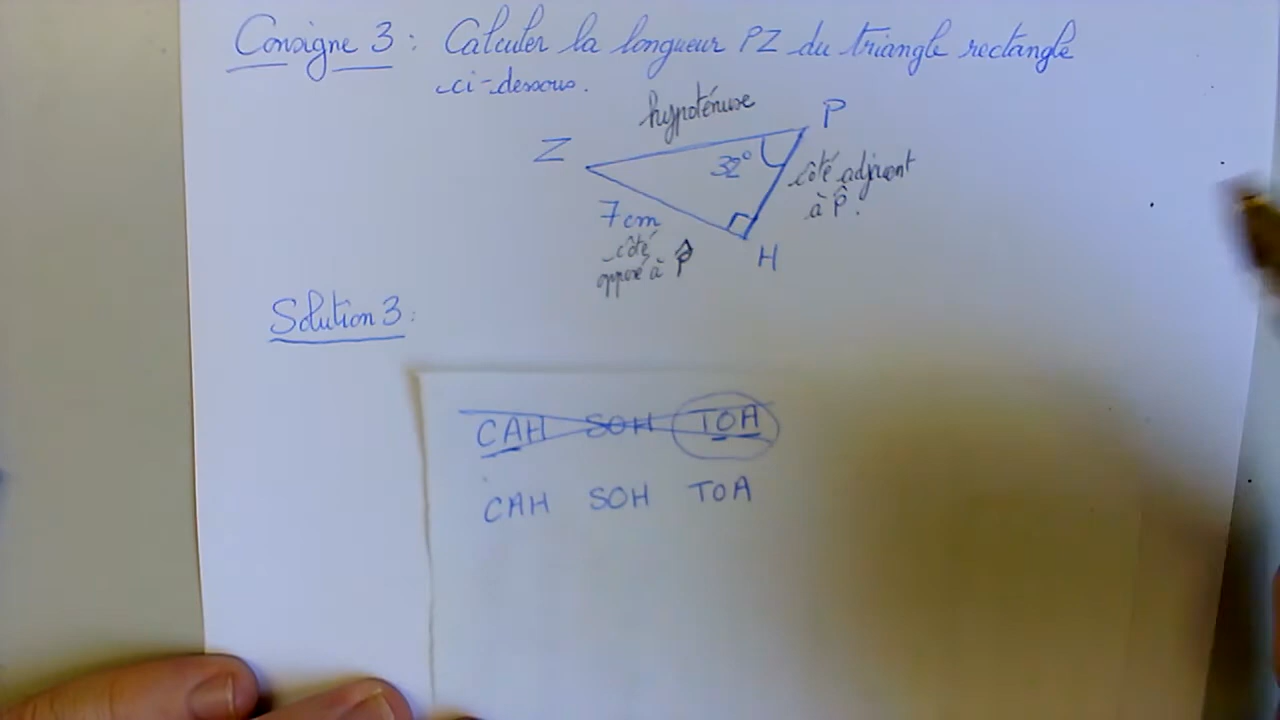 Consigne 3 : Calculer la longueur PZ du triangle rectangle
ci-dessous.
hypoténuse
P
Z
32°
côté adjacent
à P̂.
7 cm
côté
opposé à P̂
H
Solution 3 :
CAH SOH TOA
CAH SOH TOA